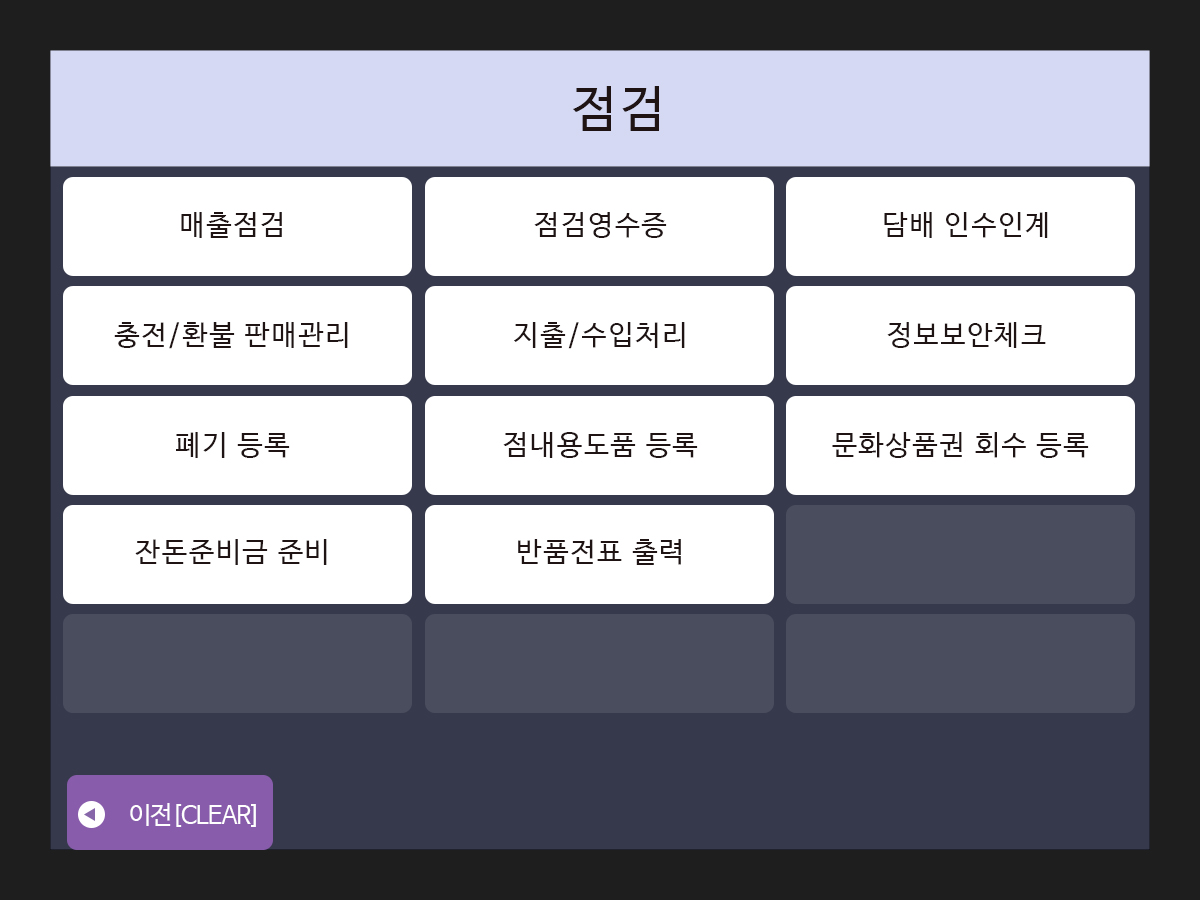 점검
매출점검
점검영수증
담배 인수인계
충전/환불 판매관리
지출/수입처리
정보보안체크
폐기 등록
점내용도품 등록
문화상품권 회수 등록
잔돈준비금 준비
반품전표 출력
이전[CLEAR]